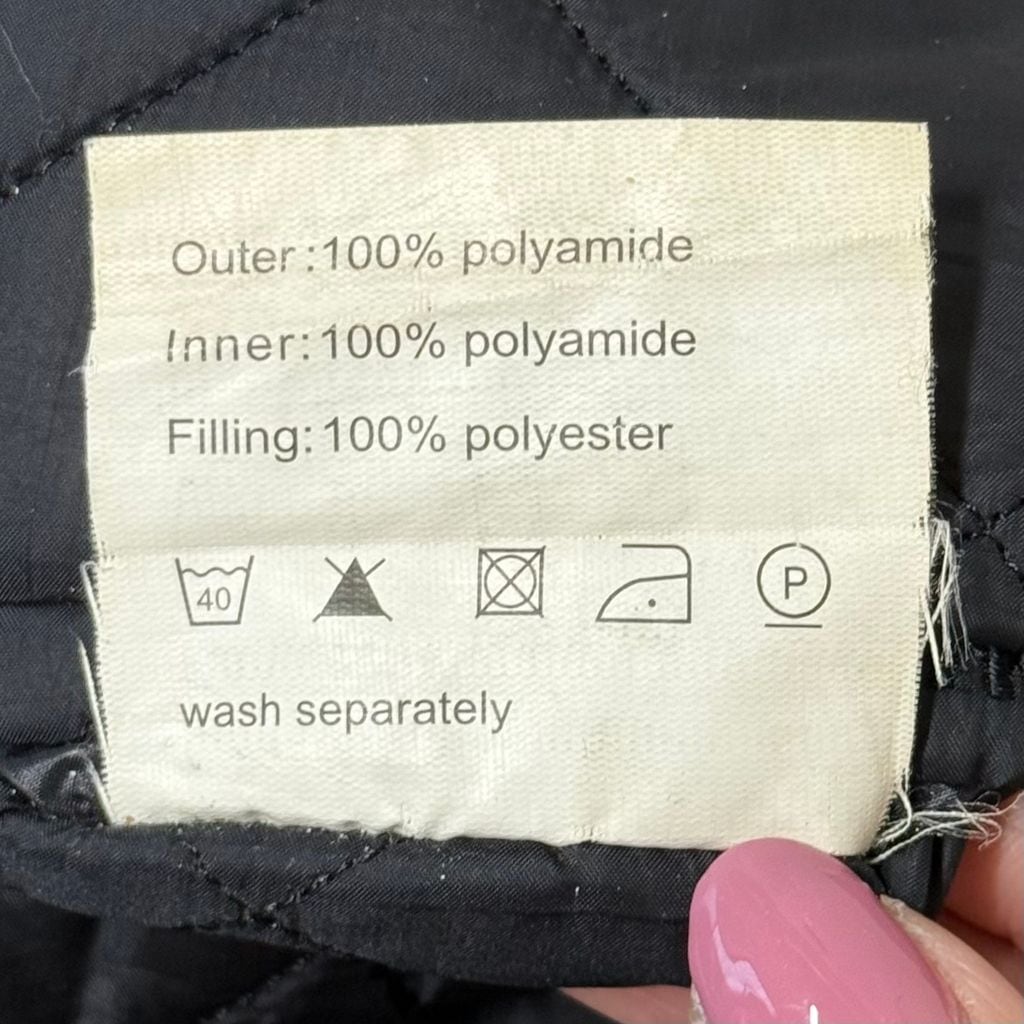 Outer:100% polyamide
Inner:100% polyamide
Filling:100% polyester
40 P
wash separately